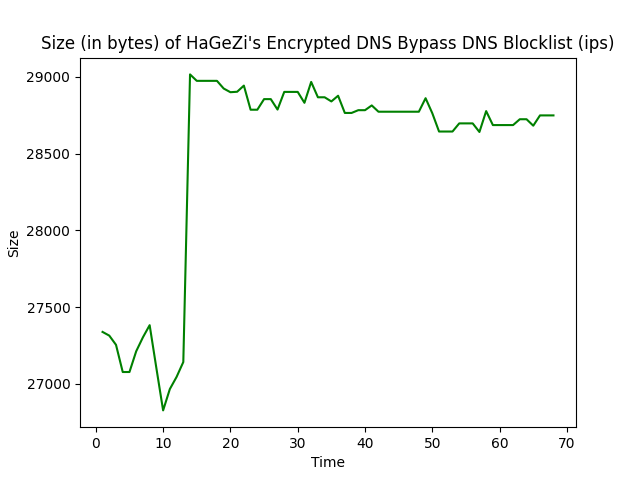 Size (in bytes) of HaGeZi's Encrypted DNS Bypass DNS Blocklist (ips)
29000
28500
28000
27500
27000
Size
0 10 20 30 40 50 60 70
Time